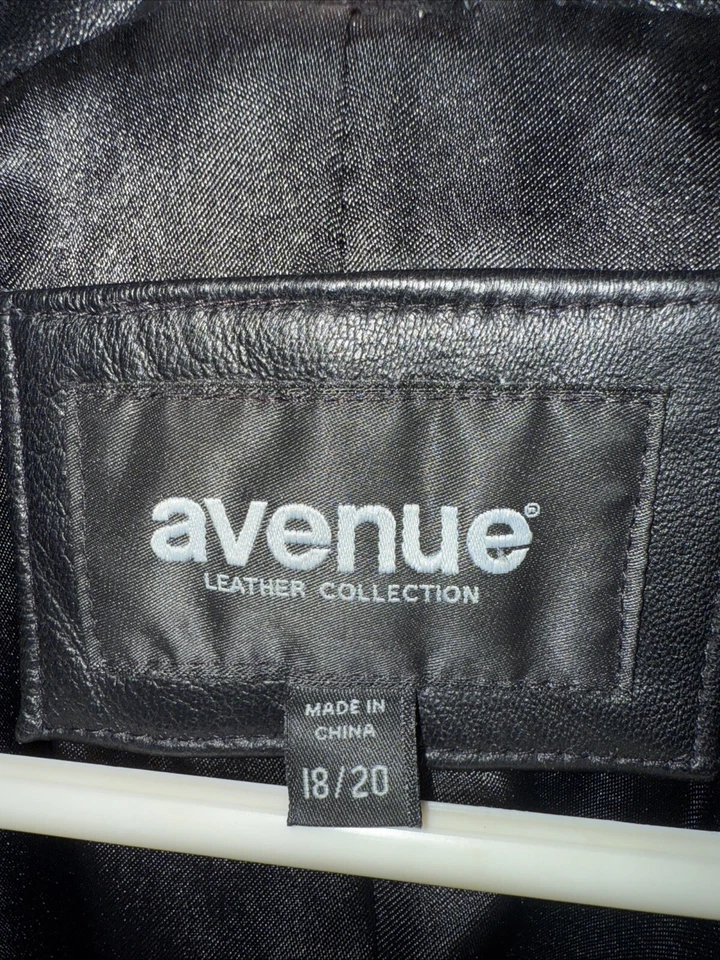 avenue®
LEATHER COLLECTION
MADE IN
CHINA
18/20